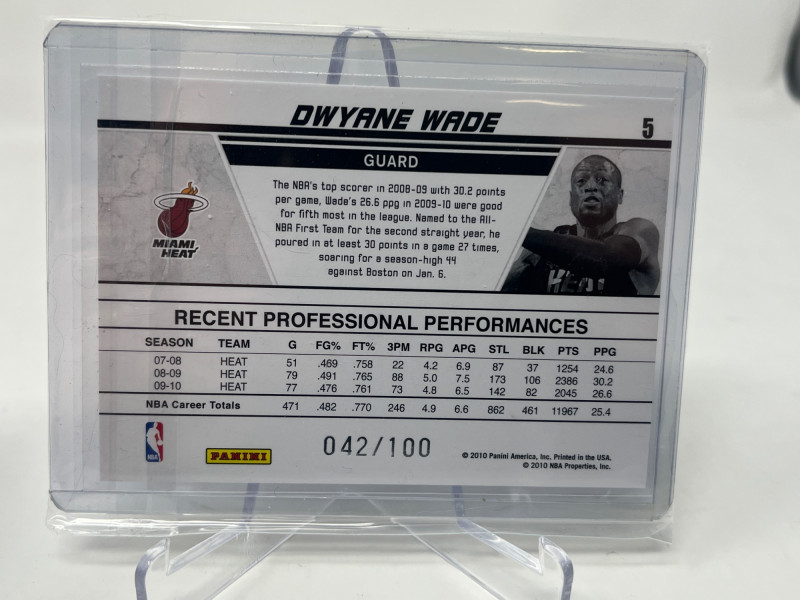 DWYANE WADE
5
GUARD
The NBA's top scorer in 2008-09 with 30.2 points
per game, Wade's 26.6 ppg in 2009-10 were good
for fifth most in the league. Named to the All-
NBA First Team for the second straight year, he
poured in at least 30 points in a game 27 times,
soaring for a season-high 44
against Boston on Jan. 6.
MIAMI
HEAT
HEAT
RECENT PROFESSIONAL PERFORMANCES
SEASON TEAM G FG% FT% 3PM RPG APG STL BLK PTS PPG
07-08 HEAT 51 .469 .758 22 4.2 6.9 87 37 1254 24.6
08-09 HEAT 79 .491 .765 88 5.0 7.5 173 106 2386 30.2
09-10 HEAT 77 .476 .761 73 4.8 6.5 142 82 2045 26.6
NBA Career Totals 471 .482 .770 246 4.9 6.6 862 461 11967 25.4
NBA
PANINI
042/100
© 2010 Panini America, Inc. Printed in the USA.
© 2010 NBA Properties, Inc.